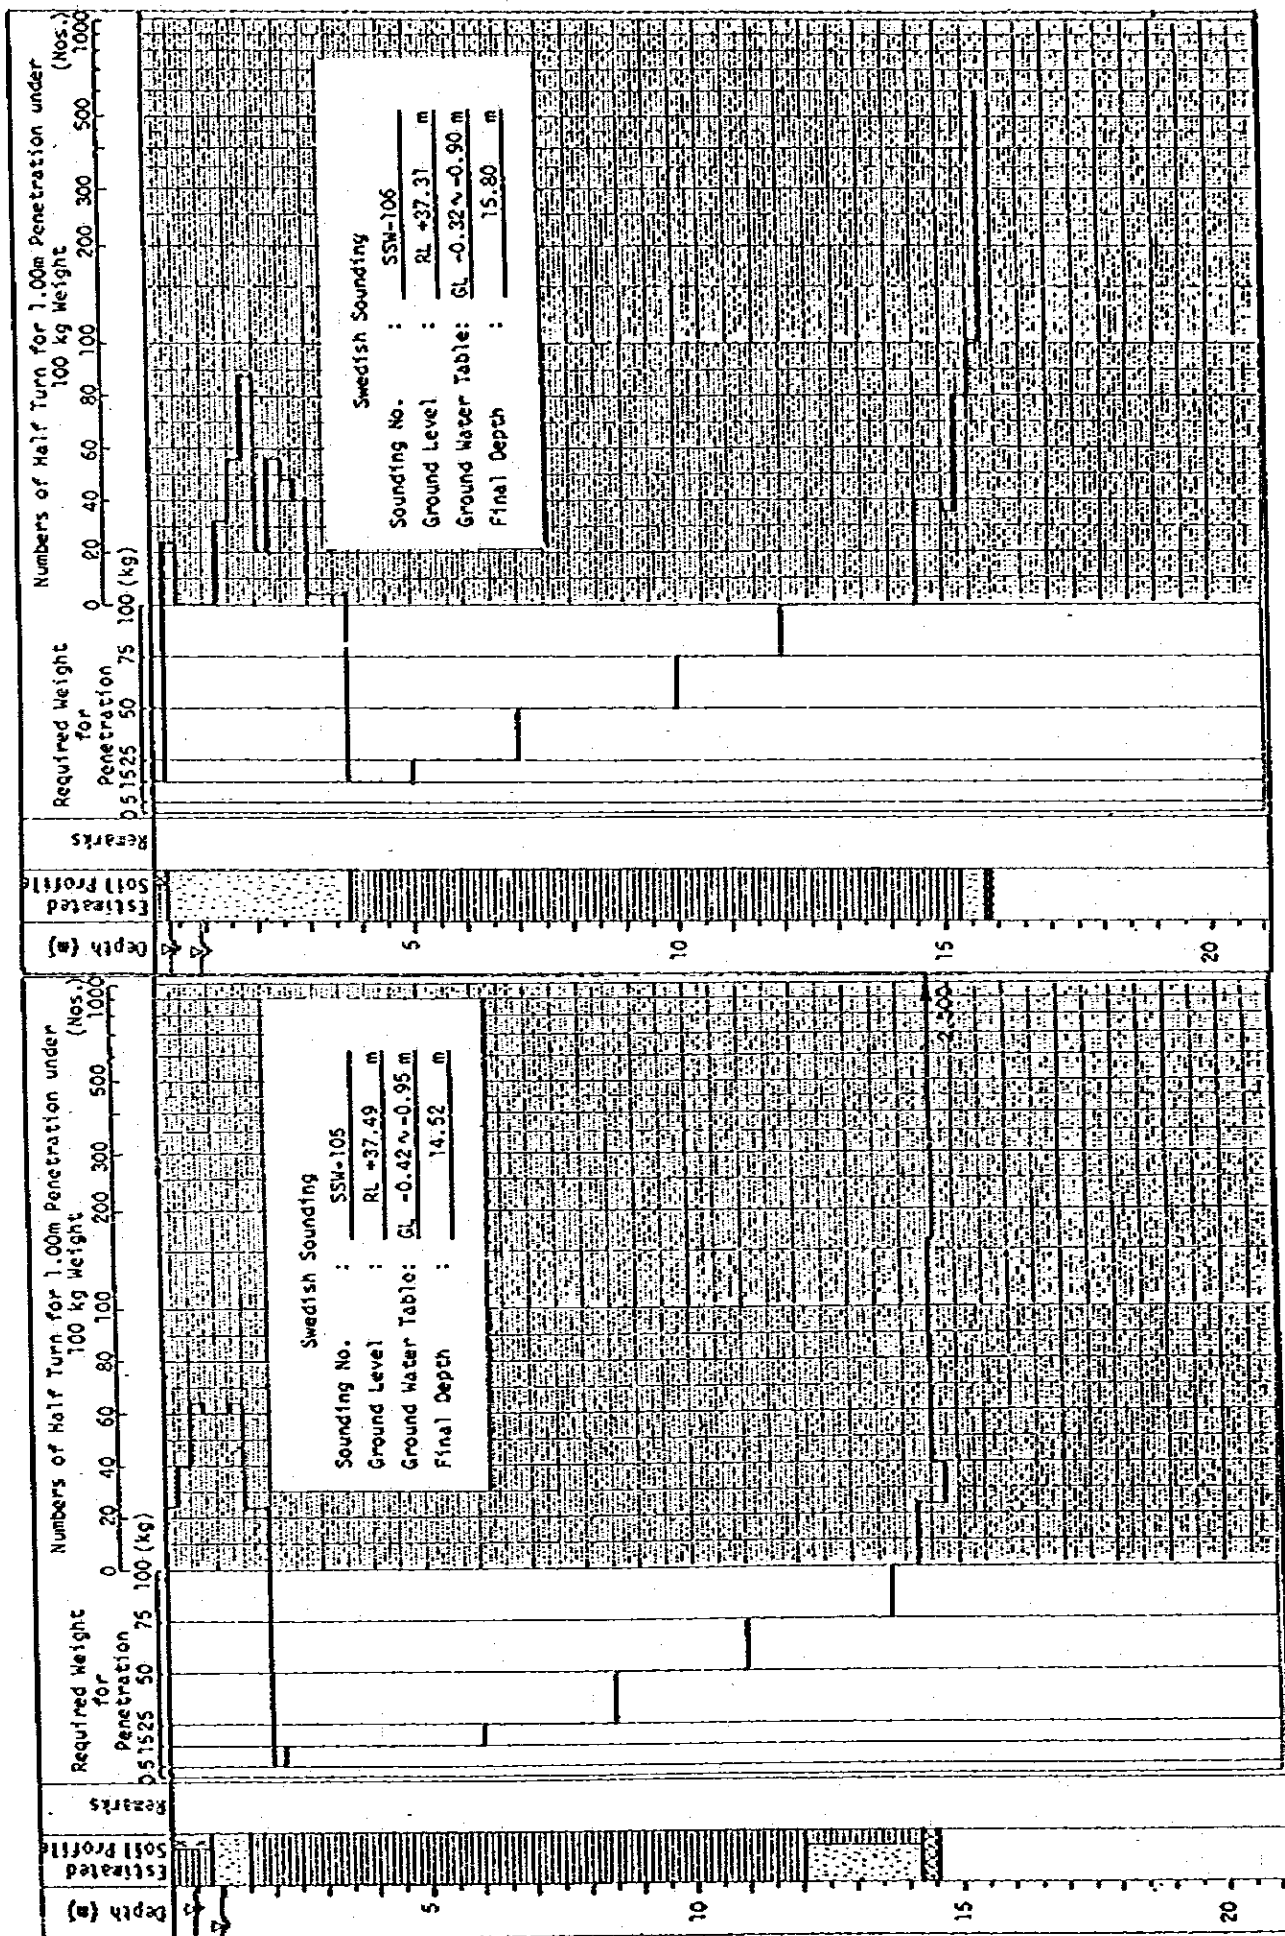 Depth (m)
Estimated
Soil Profile
Remarks
Required Weight
for
Penetration
0 5 15 25 50 75 100 (kg)
Numbers of Half Turn for 1.00m Penetration under
100 kg Weight (Nos.)
0 20 40 60 80 100 200 300 500 1000
Swedish Sounding
Sounding No. : SSW-105
Ground Level : RL +37.49 m
Ground Water Table: GL -0.42 ~ -0.95 m
Final Depth : 14.52 m
5
10
15
20
Depth (m)
Estimated
Soil Profile
Remarks
Required Weight
for
Penetration
0 5 15 25 50 75 100 (kg)
Numbers of Half Turn for 1.00m Penetration under
100 kg Weight (Nos.)
0 20 40 60 80 100 200 300 500 1000
Swedish Sounding
Sounding No. : SSW-106
Ground Level : RL +37.31 m
Ground Water Table: GL -0.32 ~ -0.90 m
Final Depth : 15.80 m
5
10
15
20